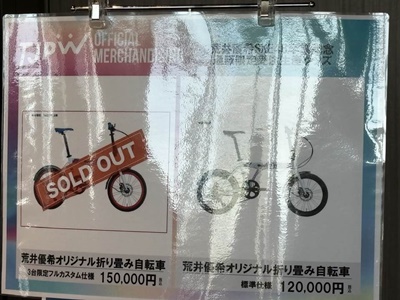 TJPW
OFFICIAL
MERCHANDISE
SOLD OUT
荒井優希オリジナル折り畳み自転車
限定フルカスタム仕様 150,000円
荒井優希オリジナル折り畳み自転車
標準仕様 120,000円